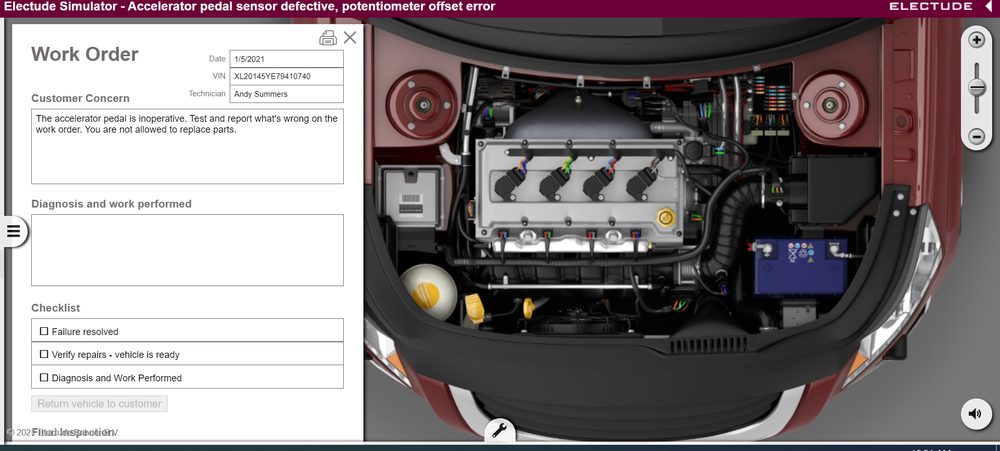 Electude Simulator - Accelerator pedal sensor defective, potentiometer offset error
ELECTUDE
Work Order
Date 1/5/2021
VIN XL20145YE79410740
Technician Andy Summers
Customer Concern
The accelerator pedal is inoperative. Test and report what's wrong on the
work order. You are not allowed to replace parts.
Diagnosis and work performed
Checklist
Failure resolved
Verify repairs - vehicle is ready
Diagnosis and Work Performed
Return vehicle to customer
Final Inspection
ELECTUDE